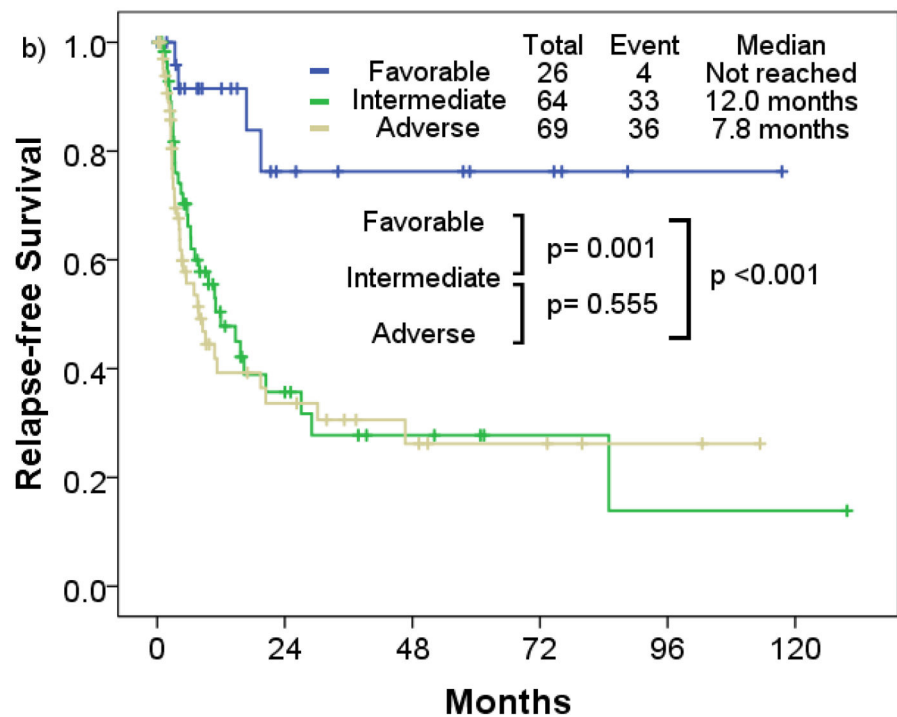 b)
Total Event Median
Favorable 26 4 Not reached
Intermediate 64 33 12.0 months
Adverse 69 36 7.8 months
Favorable
p= 0.001
Intermediate
p <0.001
p= 0.555
Adverse
Relapse-free Survival
1.0
0.8
0.6
0.4
0.2
0.0
0 24 48 72 96 120
Months